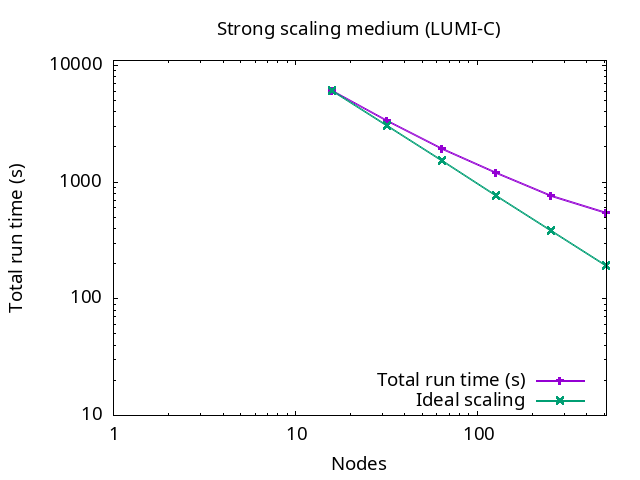 Strong scaling medium (LUMI-C)
10000
1000
100
10
Total run time (s)
Total run time (s)
Ideal scaling
1
10
100
Nodes